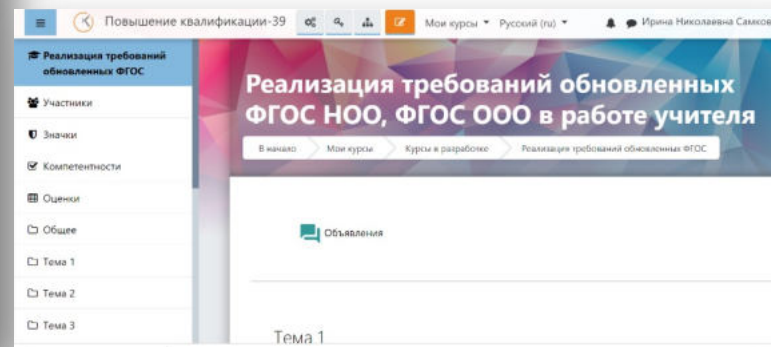 Повышение квалификации-39 Мои курсы Русский (ru) Ирина Николаевна Самков
Реализация требований
обновленных ФГОС
Участники
Значки
Компетентности
Оценки
Общее
Тема 1
Тема 2
Тема 3
Реализация требований обновленных
ФГОС НОО, ФГОС ООО в работе учителя
В начало Мои курсы Курсы в разработке Реализация требований обновленных ФГОС
Объявления
Тема 1